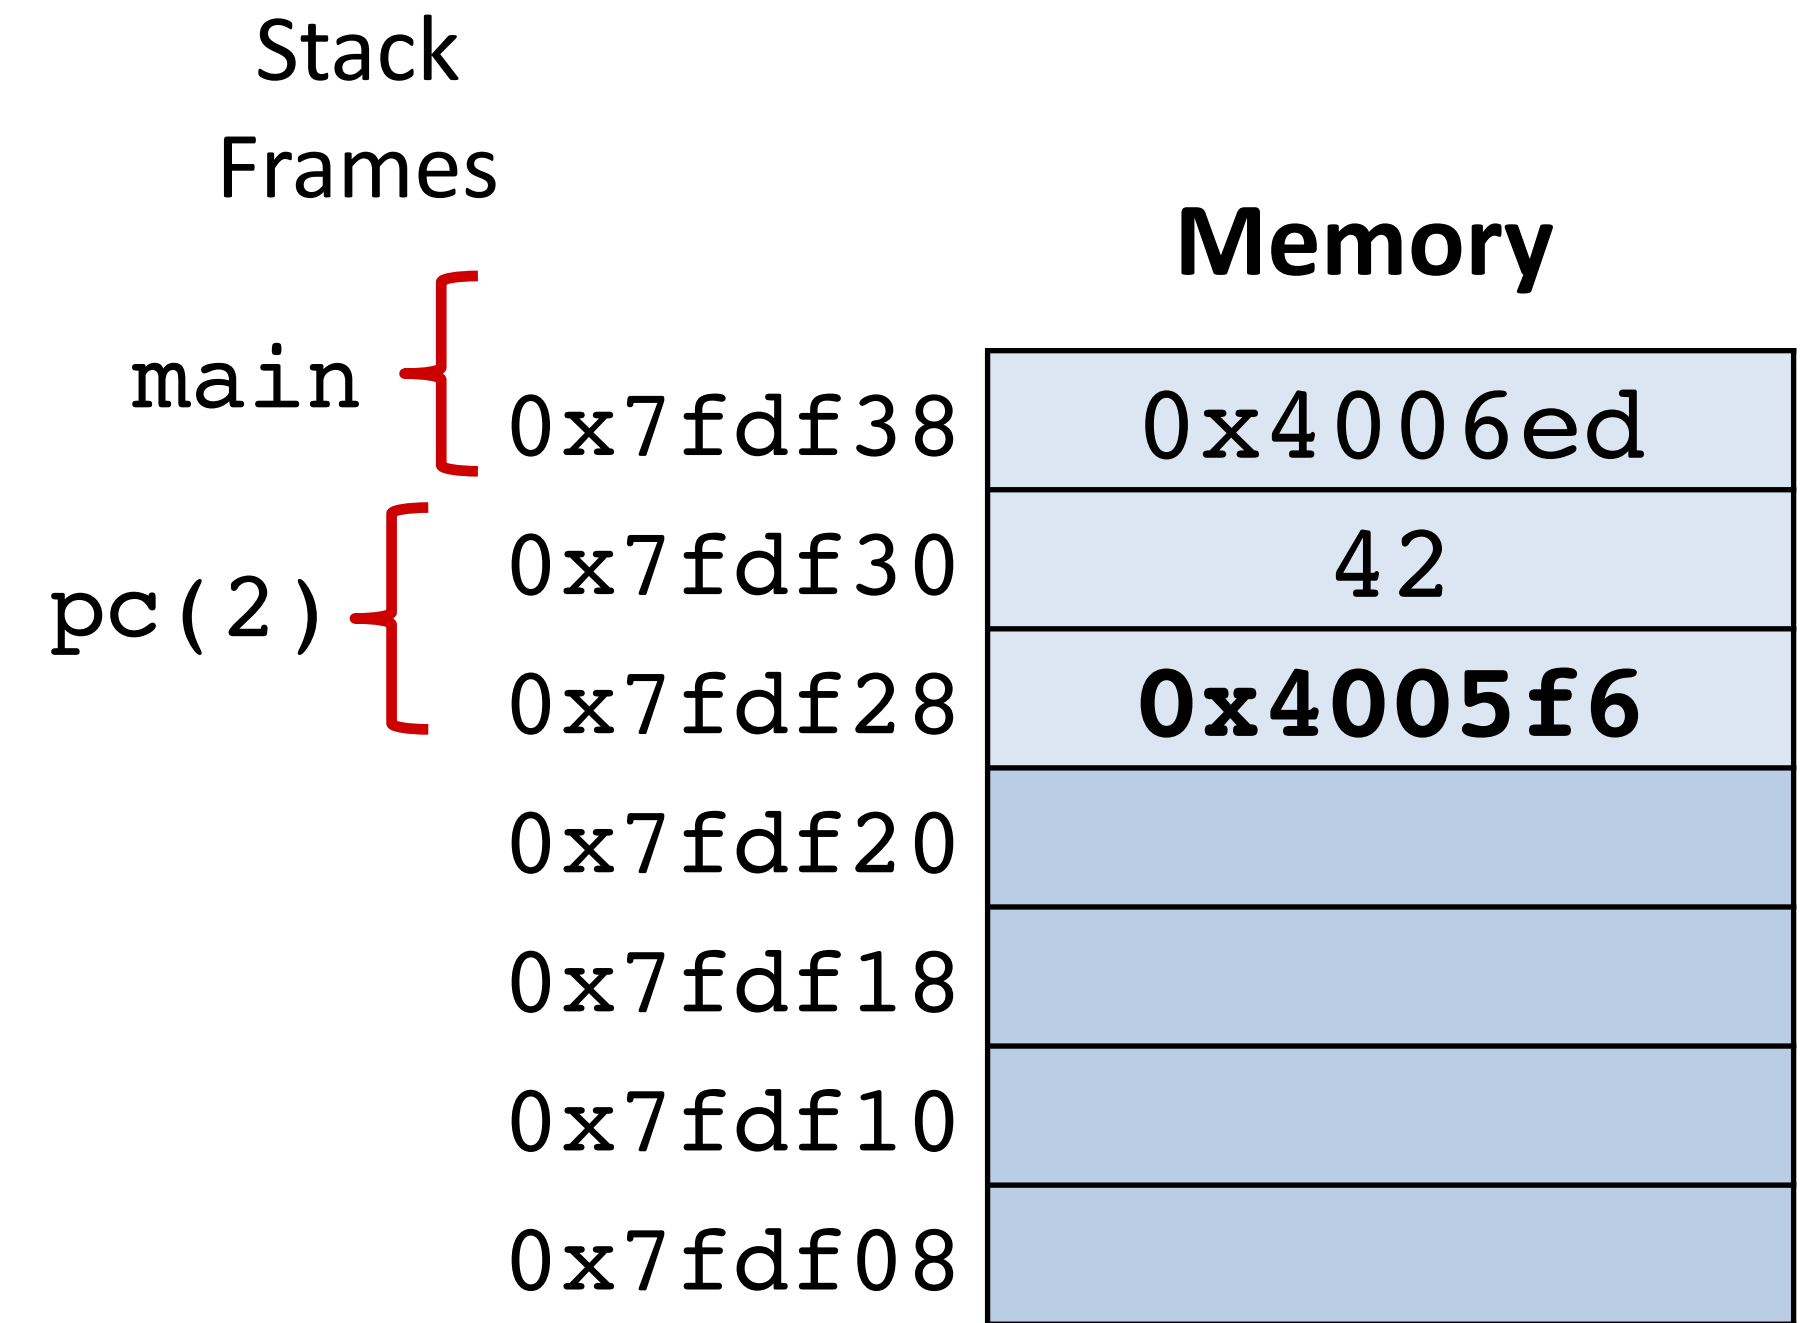 Stack
Frames
Memory
main
0x7fdf38 0x4006ed
0x7fdf30 42
pc(2)
0x7fdf28 0x4005f6
0x7fdf20
0x7fdf18
0x7fdf10
0x7fdf08